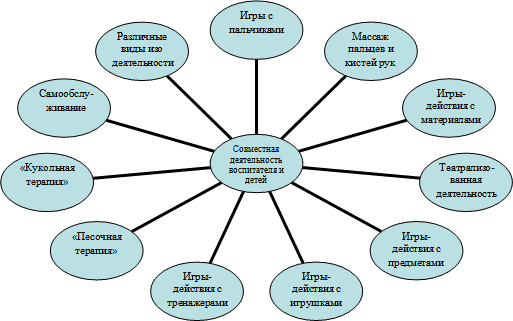 Игры с
пальчиками
Массаж
пальцев и
кистей рук
Игры-
действия с
материалами
Театрализо-
ванная
деятельность
Игры-
действия с
предметами
Игры-
действия с
игрушками
Игры-
действия с
тренажерами
«Песочная
терапия»
«Кукольная
терапия»
Самообслу-
живание
Различные
виды изо
деятельности
Совместная
деятельность
воспитателя и
детей